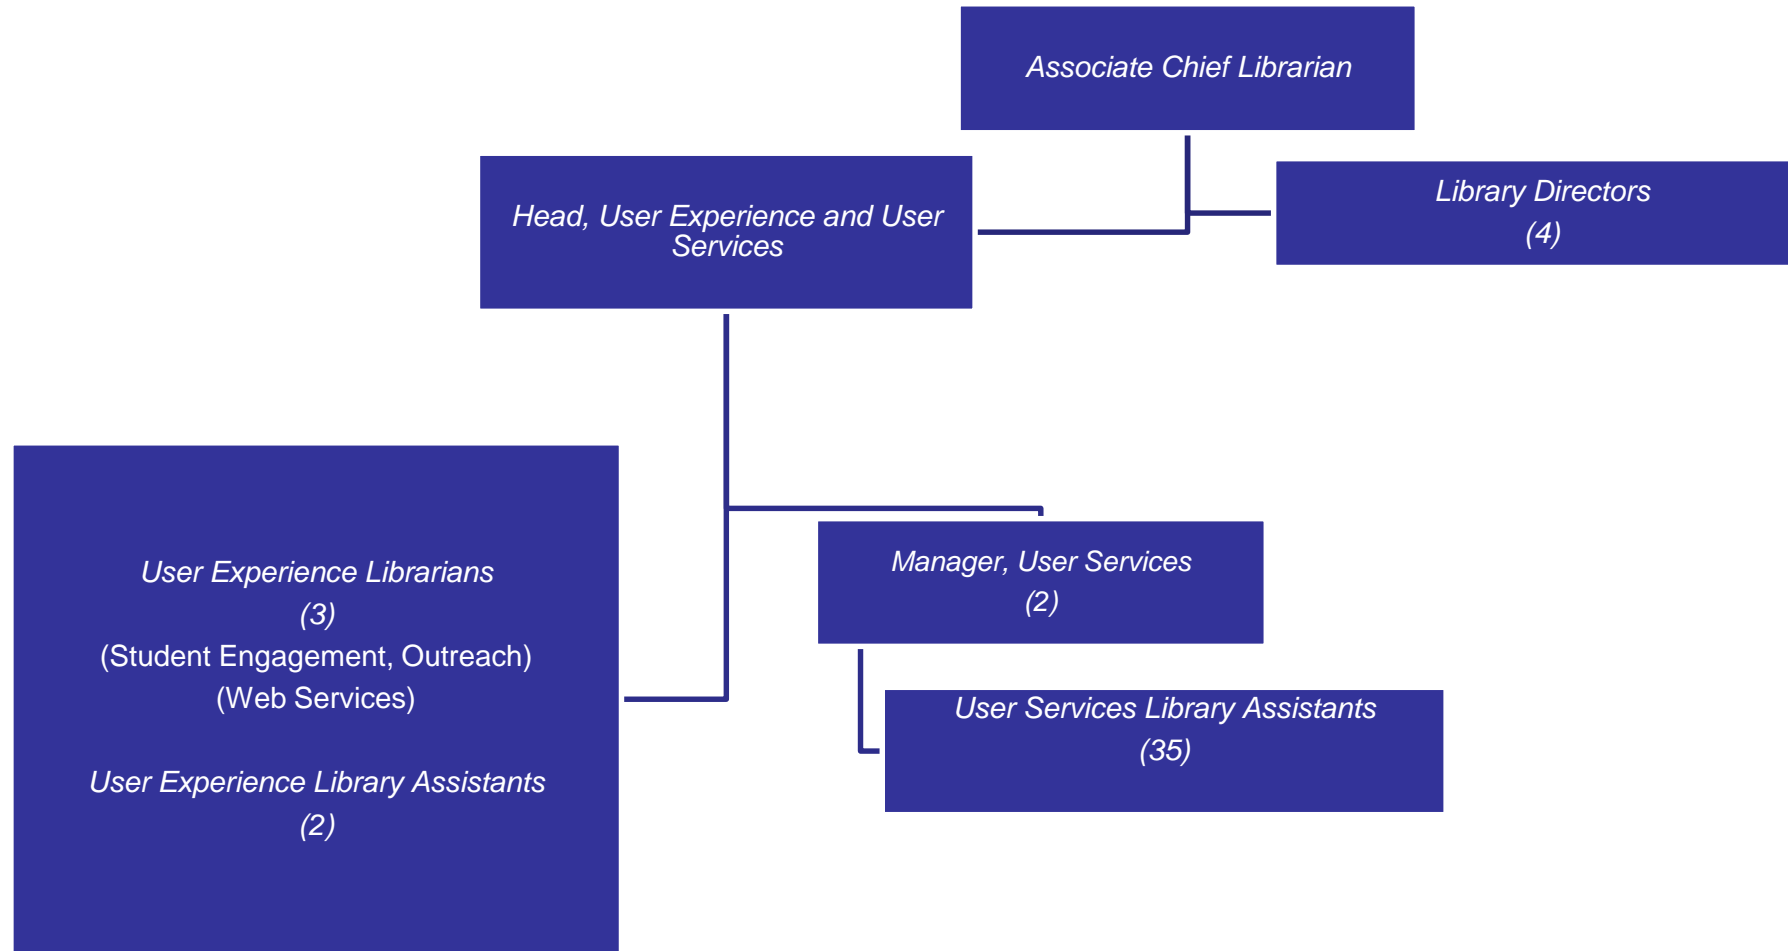 Associate Chief Librarian
Head, User Experience and User
Services
Library Directors
(4)
User Experience Librarians
(3)
(Student Engagement, Outreach)
(Web Services)
User Experience Library Assistants
(2)
Manager, User Services
(2)
User Services Library Assistants
(35)